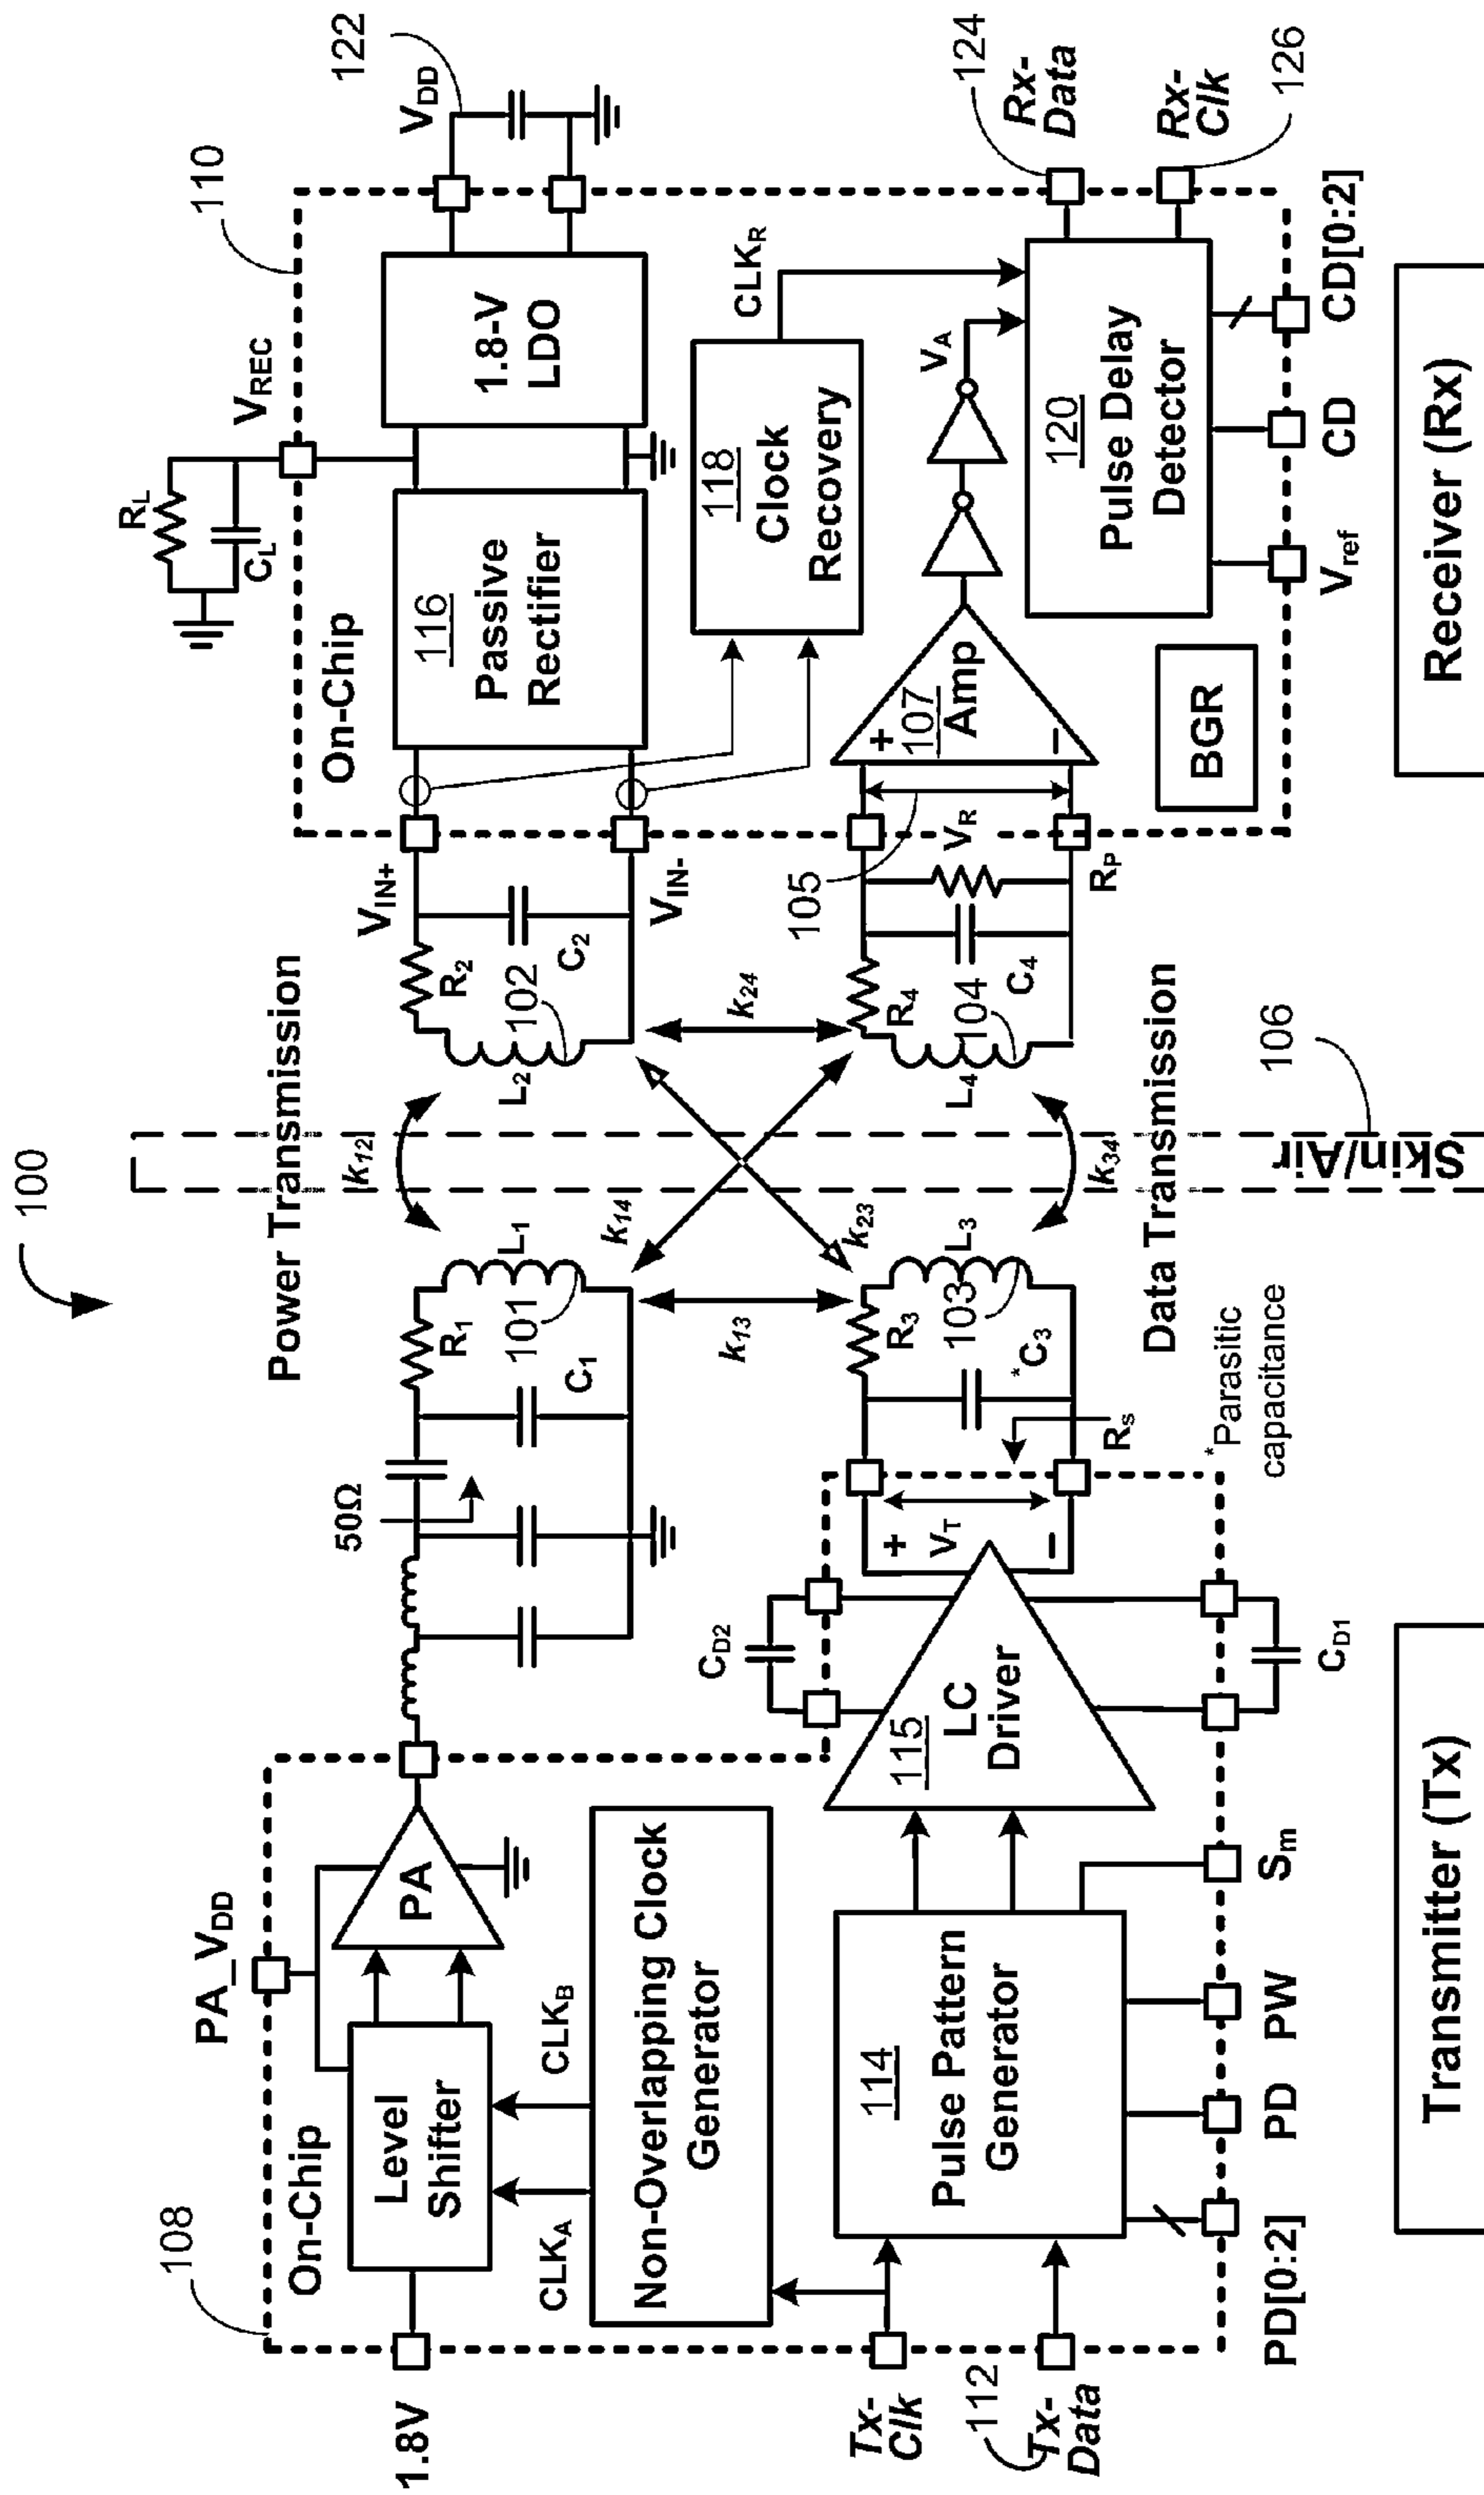 100
Power Transmission
108
On-Chip
1.8V
Level
Shifter
PA_VDD
PA
CLKA
CLKB
Non-Overlapping Clock
Generator
50Ω
R1
101
L1
C1
k12
k13
k14
k23
k24
k34
L2
102
R2
C2
VIN+
VIN-
110
On-Chip
116
Passive
Rectifier
RL
CL
VREC
1.8-V
LDO
VDD
122
118
Clock
Recovery
CLKR
Tx-
Clk
112
Tx-
Data
114
Pulse Pattern
Generator
PD[0:2]
PD
PW
Sm
115
LC
Driver
CD2
CD1
+
VT
−
Rs
R3
103
L3
*C3
*Parasitic
capacitance
Data Transmission
Skin/Air
106
L4
104
R4
C4
RP
105
VR
+
107
Amp
−
VA
120
Pulse Delay
Detector
BGR
Vref
CD
CD[0:2]
124
Rx-
Data
Rx-
Clk
126
Transmitter (Tx)
Receiver (Rx)